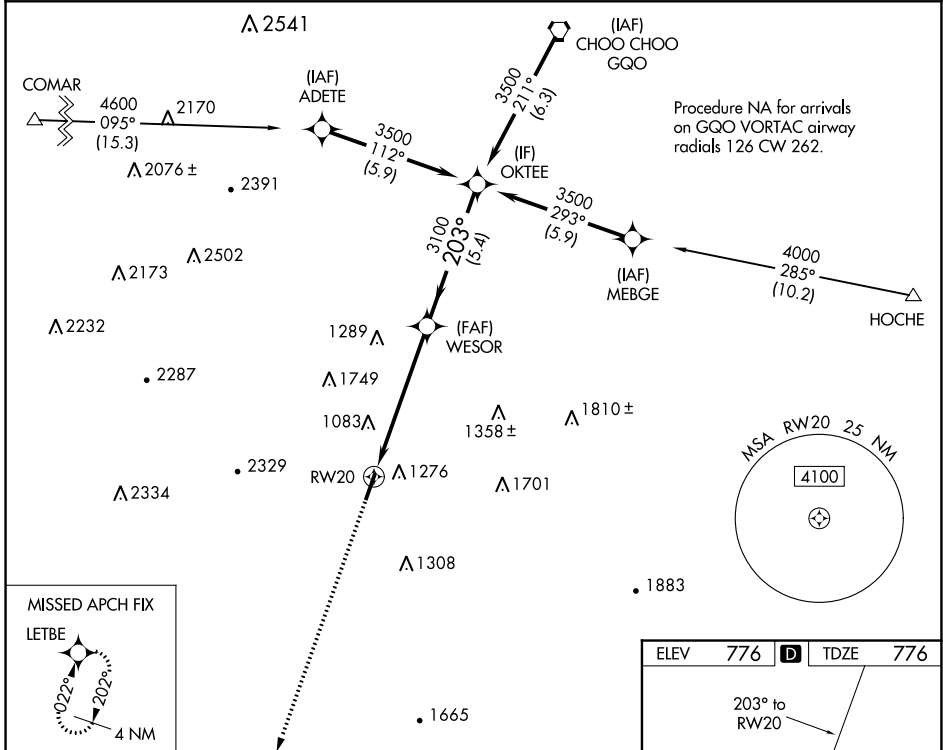 2541
(IAF)
CHOO CHOO
GQO
COMAR
(IAF)
ADETE
4600
095°
(15.3)
2170
3500
211°
(6.3)
Procedure NA for arrivals
on GQO VORTAC airway
radials 126 CW 262.
3500
112°
(5.9)
(IF)
OKTEE
2076 ±
2391
3500
293°
(5.9)
3100
203°
(5.4)
4000
285°
(10.2)
2502
2173
(IAF)
MEBGE
HOCHE
2232
1289
(FAF)
WESOR
2287
1749
1083
1358 ±
1810 ±
MSA RW20 25 NM
4100
2329
RW20
1276
1701
2334
1308
1883
MISSED APCH FIX
LETBE
022°
202°
4 NM
1665
ELEV 776 D TDZE 776
203° to
RW20